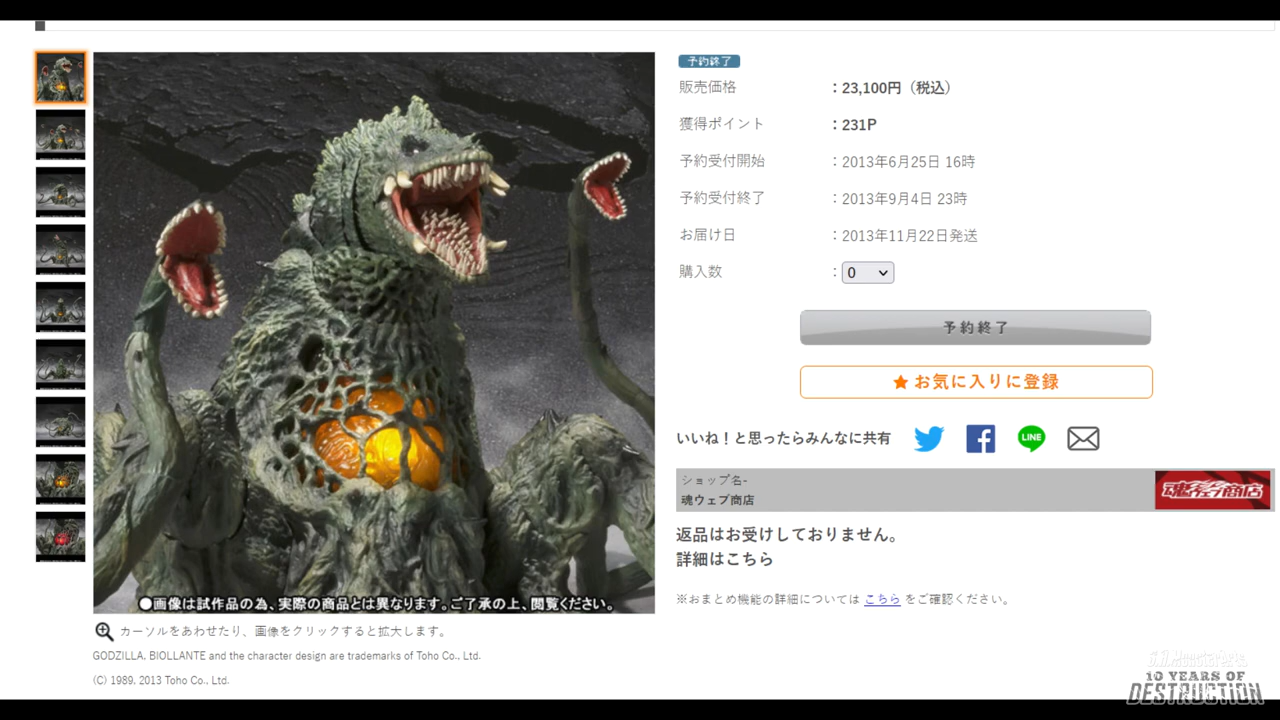 予約終了
販売価格 : 23,100円（税込）
獲得ポイント : 231P
予約受付開始 : 2013年6月25日 16時
予約受付終了 : 2013年9月4日 23時
お届け日 : 2013年11月22日発送
購入数 : 0
予約終了
★ お気に入りに登録
いいね！と思ったらみんなに共有
LINE
ショップ名-
魂ウェブ商店
魂ウェブ商店
返品はお受けしておりません。
詳細はこちら
※おまとめ機能の詳細については こちら をご確認ください。
●画像は試作品の為、実際の商品とは異なります。ご了承の上、閲覧ください。
カーソルをあわせたり、画像をクリックすると拡大します。
GODZILLA, BIOLLANTE and the character design are trademarks of Toho Co., Ltd.
(C) 1989, 2013 Toho Co., Ltd.
10 YEARS OF
DESTRUCTION